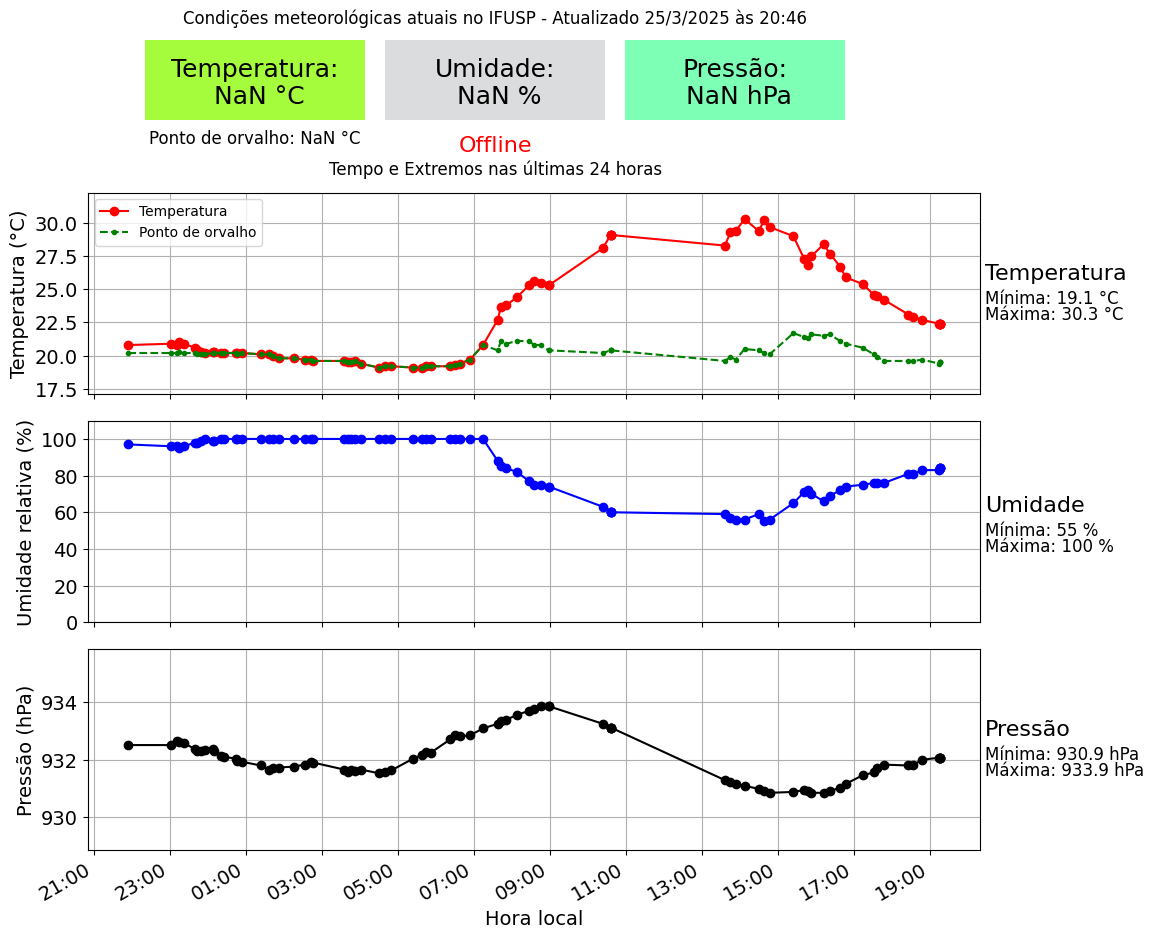 Condições meteorológicas atuais no IFUSP - Atualizado 25/3/2025 às 20:46
Temperatura:
NaN °C
Umidade:
NaN %
Pressão:
NaN hPa
Ponto de orvalho: NaN °C
Offline
Tempo e Extremos nas últimas 24 horas
Temperatura (°C)
30.0
27.5
25.0
22.5
20.0
17.5
Temperatura
Ponto de orvalho
Temperatura
Mínima: 19.1 °C
Máxima: 30.3 °C
Umidade relativa (%)
100
80
60
40
20
0
Umidade
Mínima: 55 %
Máxima: 100 %
Pressão (hPa)
934
932
930
Pressão
Mínima: 930.9 hPa
Máxima: 933.9 hPa
21:00
23:00
01:00
03:00
05:00
07:00
09:00
11:00
13:00
15:00
17:00
19:00
Hora local